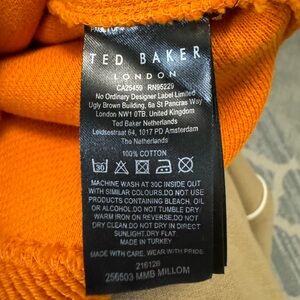 TED BAKER
LONDON
CA25459 RN95229
No Ordinary Designer Label Limited
Ugly Brown Building, 6a St Pancras Way
London NW1 0TB. United Kingdom
Ted Baker Netherlands
Leidsestraat 64, 1017 PD Amsterdam
The Netherlands
100% COTTON
30
MACHINE WASH AT 30C INSIDE OUT
WITH SIMILAR COLOURS.DO NOT USE
PRODUCTS CONTAINING BLEACH, OIL
OR ALCOHOL.DO NOT TUMBLE DRY
WARM IRON ON REVERSE.DO NOT
DRY CLEAN.DO NOT DRY IN DIRECT
SUNLIGHT.DRY FLAT
MADE IN TURKEY
MADE WITH CARE. WEAR WITH PRIDE.
216126
256503 MMB MILLOM